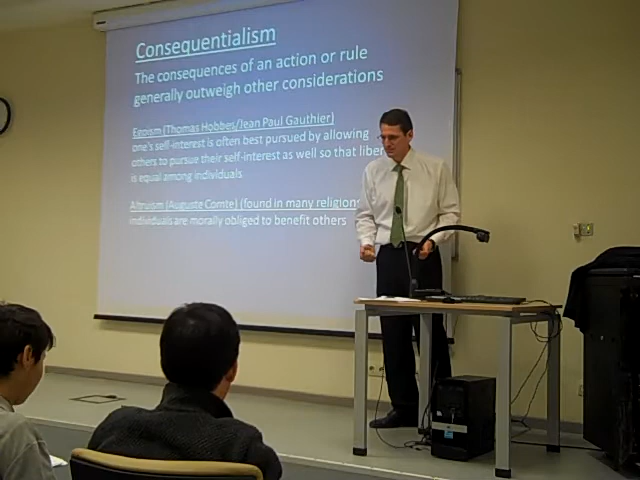 Consequentialism
The consequences of an action or rule
generally outweigh other considerations
Egoism (Thomas Hobbes/Jean Paul Gauthier)
one's self-interest is often best pursued by allowing
others to pursue their self-interest as well so that liber
is equal among individuals
Altruism (Auguste Comte) (found in many religions
individuals are morally obliged to benefit others